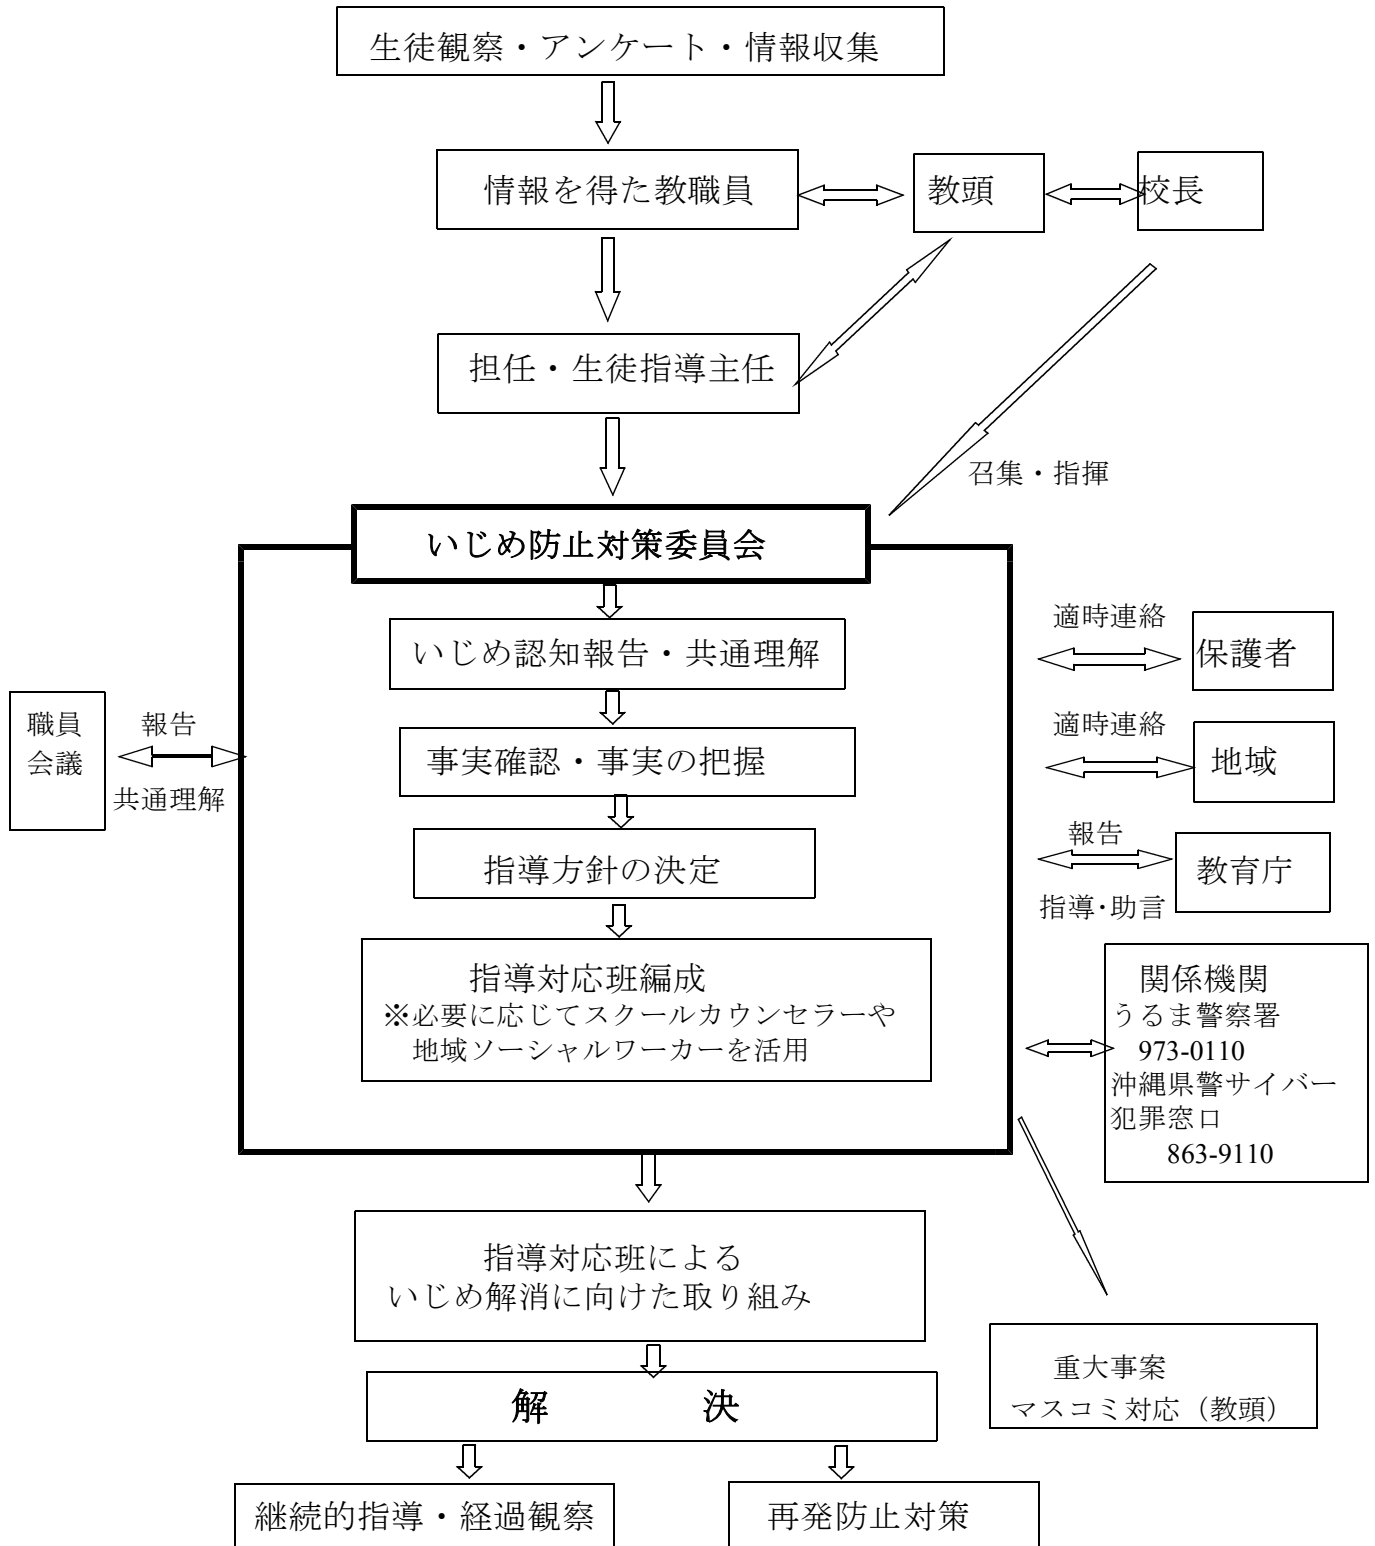 生徒観察・アンケート・情報収集
情報を得た教職員
教頭
校長
担任・生徒指導主任
召集・指揮
いじめ防止対策委員会
いじめ認知報告・共通理解
事実確認・事実の把握
指導方針の決定
指導対応班編成
※必要に応じてスクールカウンセラーや
地域ソーシャルワーカーを活用
職員
会議
報告
共通理解
適時連絡
保護者
適時連絡
地域
報告
教育庁
指導・助言
関係機関
うるま警察署
973-0110
沖縄県警サイバー
犯罪窓口
863-9110
指導対応班による
いじめ解消に向けた取り組み
重大事案
マスコミ対応（教頭）
解　決
継続的指導・経過観察
再発防止対策